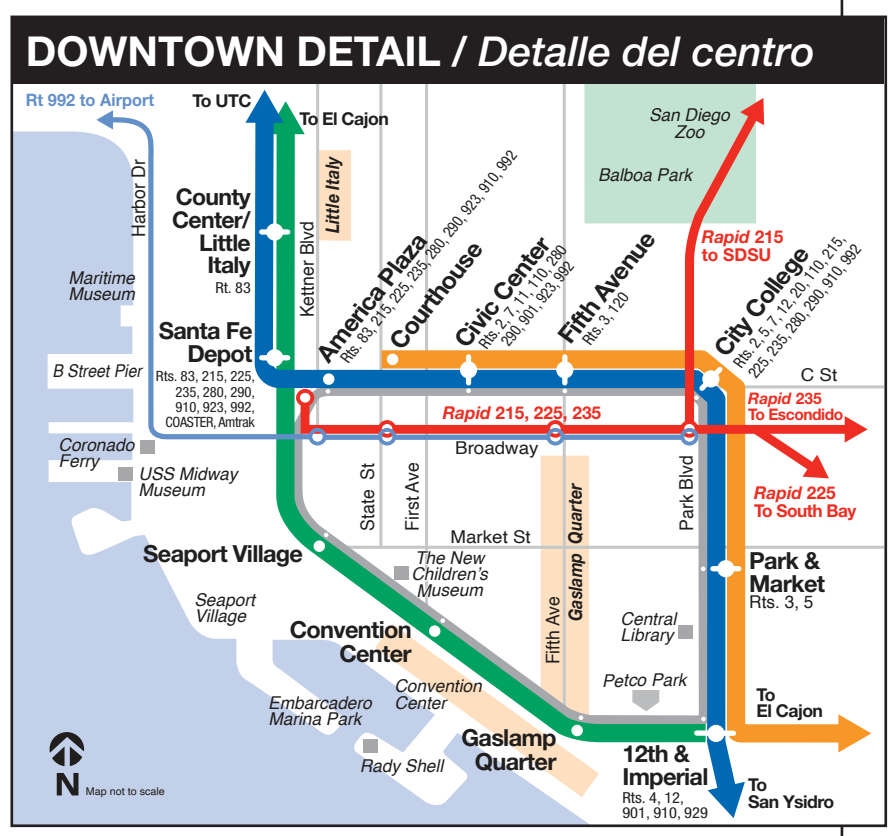 DOWNTOWN DETAIL / Detalle del centro
Rt 992 to Airport
To UTC
To El Cajon
San Diego
Zoo
Balboa Park
Harbor Dr
County
Center/
Little
Italy
Rt. 83
Kettner Blvd
Little Italy
America Plaza
Rts. 83, 215, 225, 235, 280, 290, 923, 910, 992
Courthouse
Civic Center
Rts. 2, 7, 11, 110, 280
290, 901, 923, 992
Fifth Avenue
Rts. 3, 120
Rapid 215
to SDSU
City College
Rts. 2, 5, 7, 12, 20, 110, 215,
225, 235, 280, 290, 910, 992
Maritime
Museum
Santa Fe
Depot
Rts. 83, 215, 225,
235, 280, 290,
910, 923, 992,
COASTER, Amtrak
B Street Pier
C St
Rapid 215, 225, 235
Rapid 235
To Escondido
Broadway
Coronado
Ferry
USS Midway
Museum
State St
First Ave
Park Blvd
Rapid 225
To South Bay
Market St
Gaslamp Quarter
Fifth Ave
Seaport Village
The New
Children's
Museum
Park &
Market
Rts. 3, 5
Seaport
Village
Convention
Center
Central
Library
Convention
Center
Petco Park
Embarcadero
Marina Park
To
El Cajon
Gaslamp
Quarter
12th &
Imperial
Rts. 4, 12,
901, 910, 929
Rady Shell
To
San Ysidro
N
Map not to scale